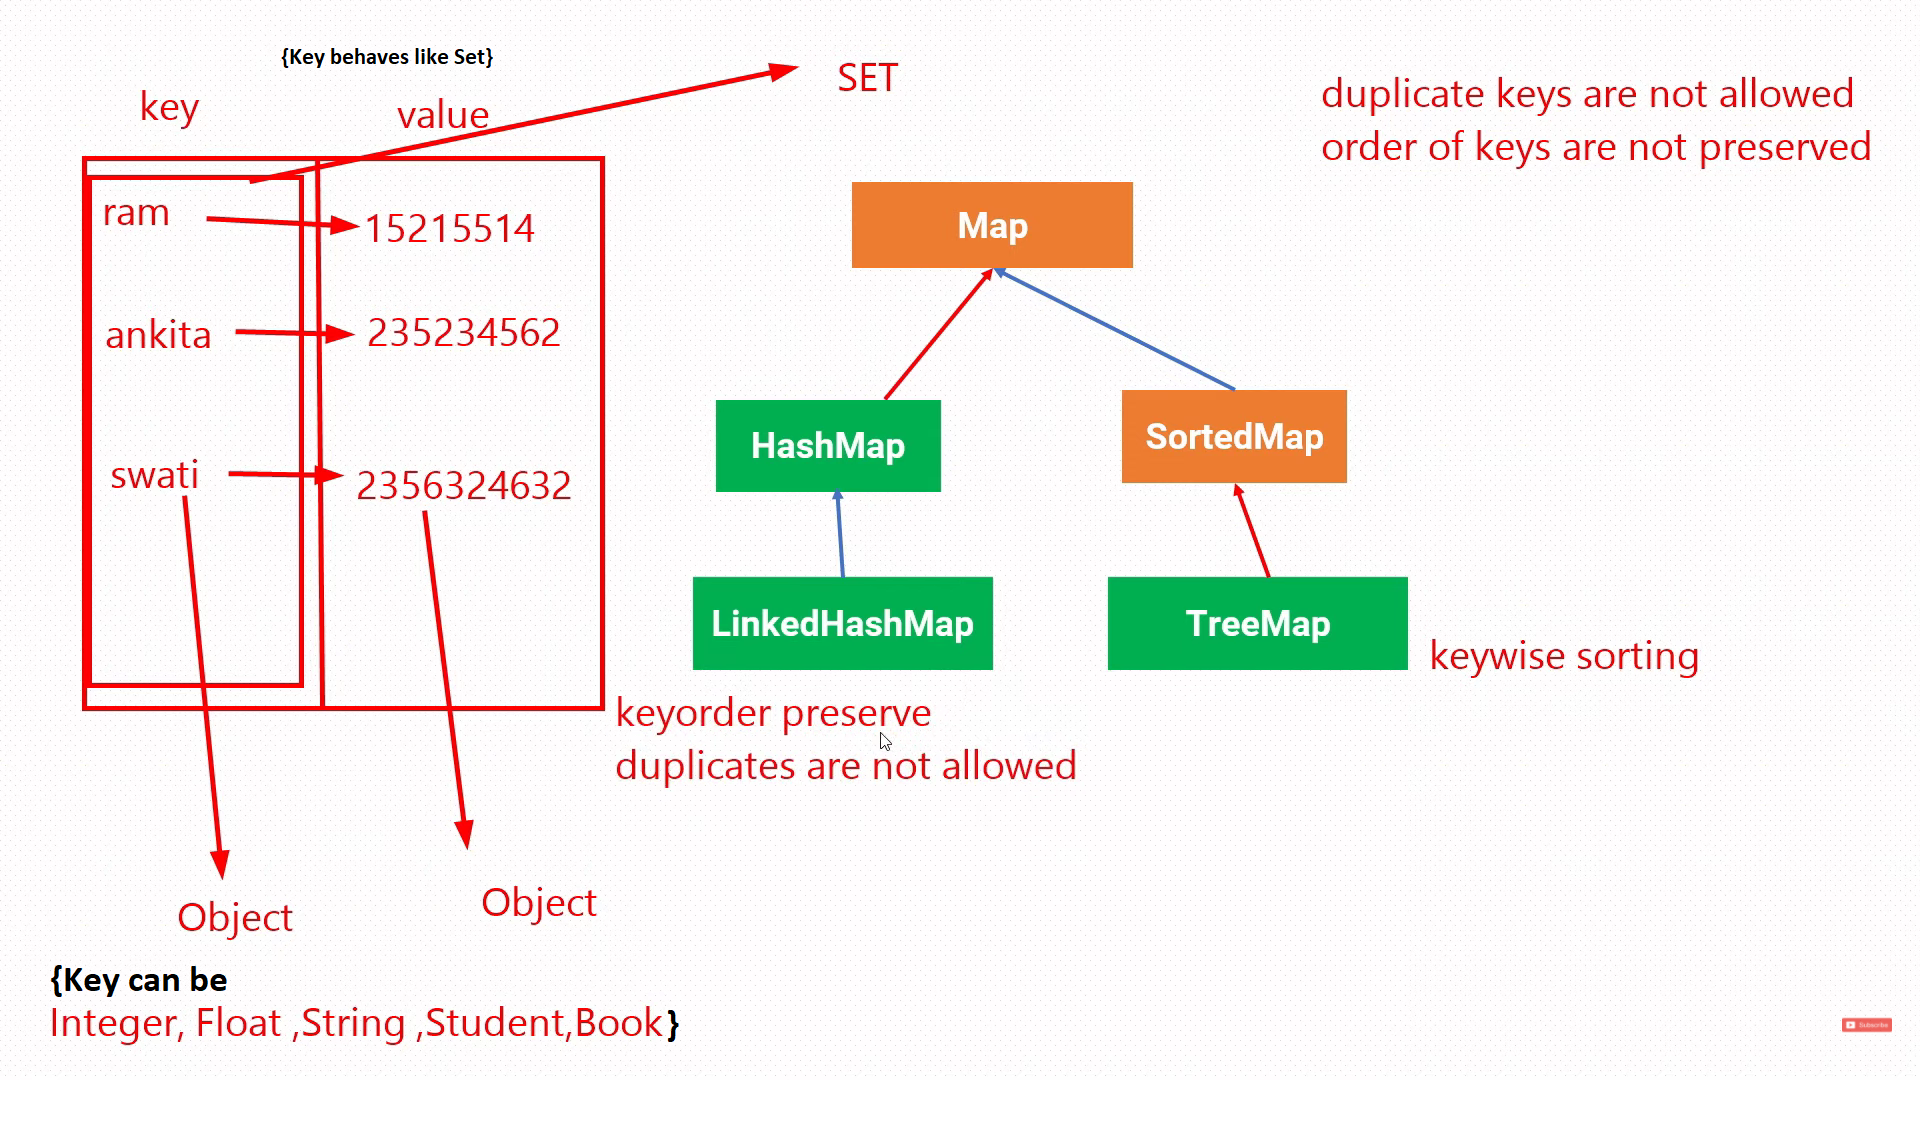 {Key behaves like Set}
key
value
SET
duplicate keys are not allowed
order of keys are not preserved
ram
15215514
ankita
235234562
swati
2356324632
Map
HashMap
SortedMap
LinkedHashMap
TreeMap
keywise sorting
keyorder preserve
duplicates are not allowed
Object
Object
{Key can be
Integer, Float ,String ,Student,Book}
Subscribe